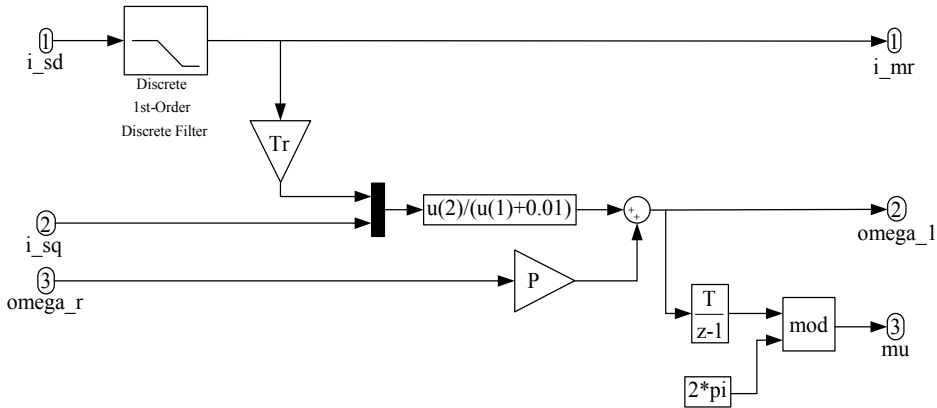 1
i_sd
Discrete
1st-Order
Discrete Filter
1
i_mr
Tr
2
i_sq
u(2)/(u(1)+0.01)
+
+
2
omega_1
3
omega_r
P
T
z-1
mod
3
mu
2*pi